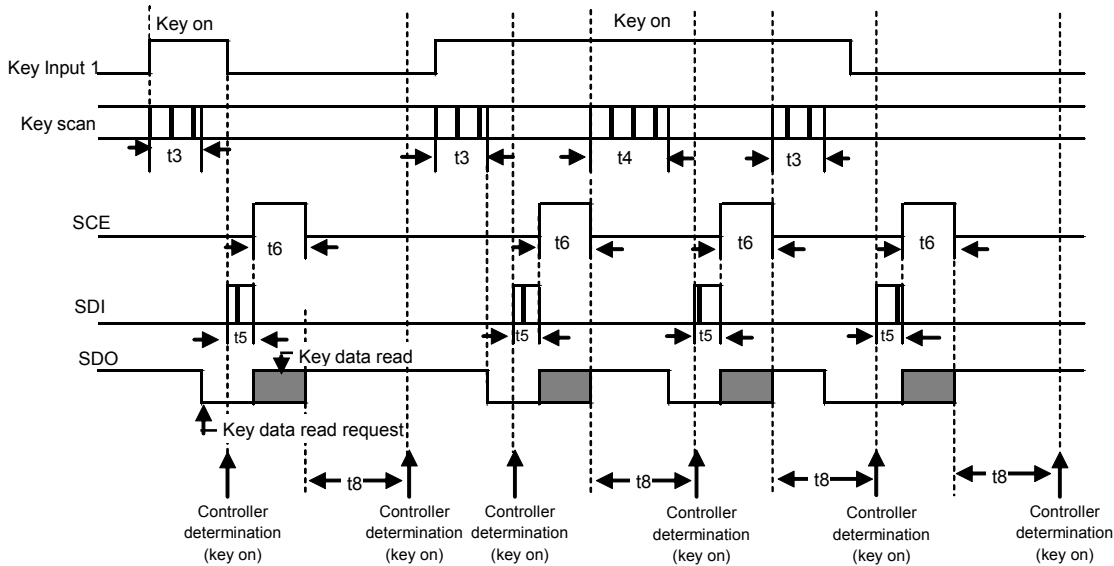 Key on
Key on
Key Input 1
Key scan
t3
t3
t4
t3
SCE
t6
t6
t6
t6
SDI
t5
t5
t5
t5
SDO
Key data read
Key data read request
t8
t8
t8
t8
Controller
determination
(key on)
Controller
determination
(key on)
Controller
determination
(key on)
Controller
determination
(key on)
Controller
determination
(key on)
Controller
determination
(key on)